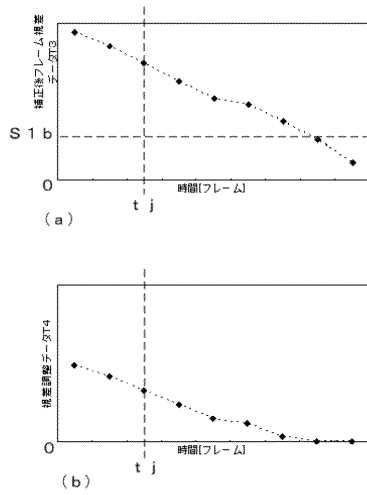 補正後フレーム視差
データT3
S1b
0
時間[フレーム]
tj
(a)
視差調整データT4
0
時間[フレーム]
tj
(b)